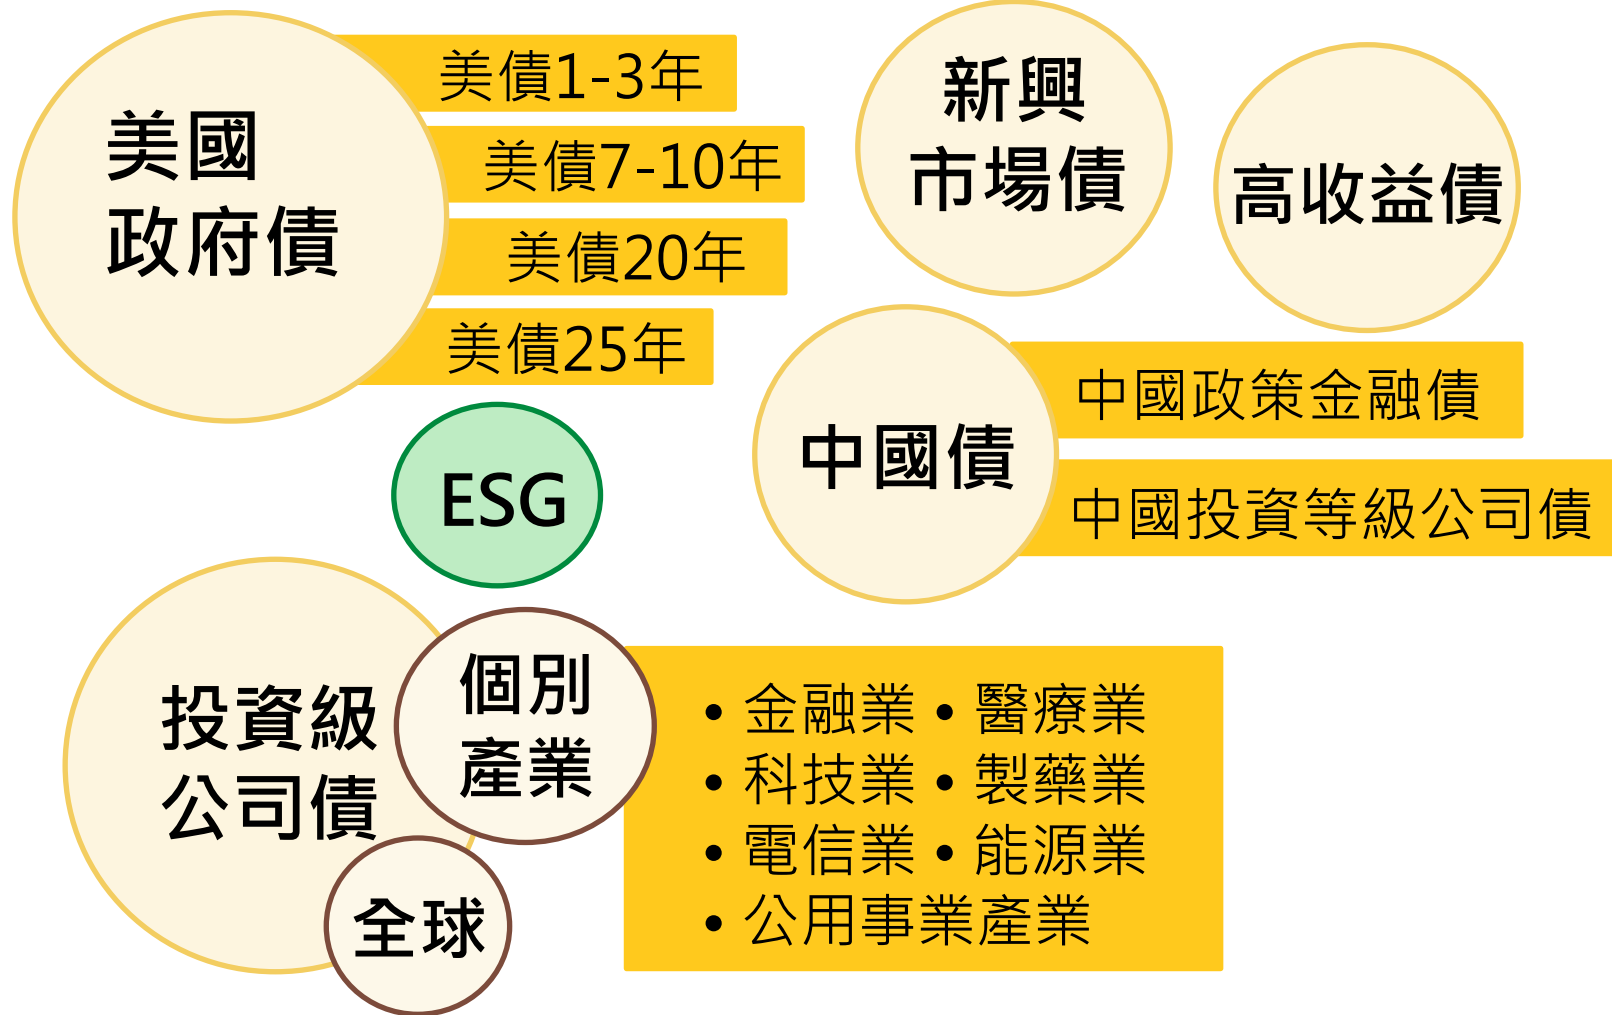 美國
政府債
美債1-3年
美債7-10年
美債20年
美債25年
新興
市場債
高收益債
中國債
中國政策金融債
中國投資等級公司債
ESG
投資級
公司債
個別
產業
全球
• 金融業 • 醫療業
• 科技業 • 製藥業
• 電信業 • 能源業
• 公用事業產業